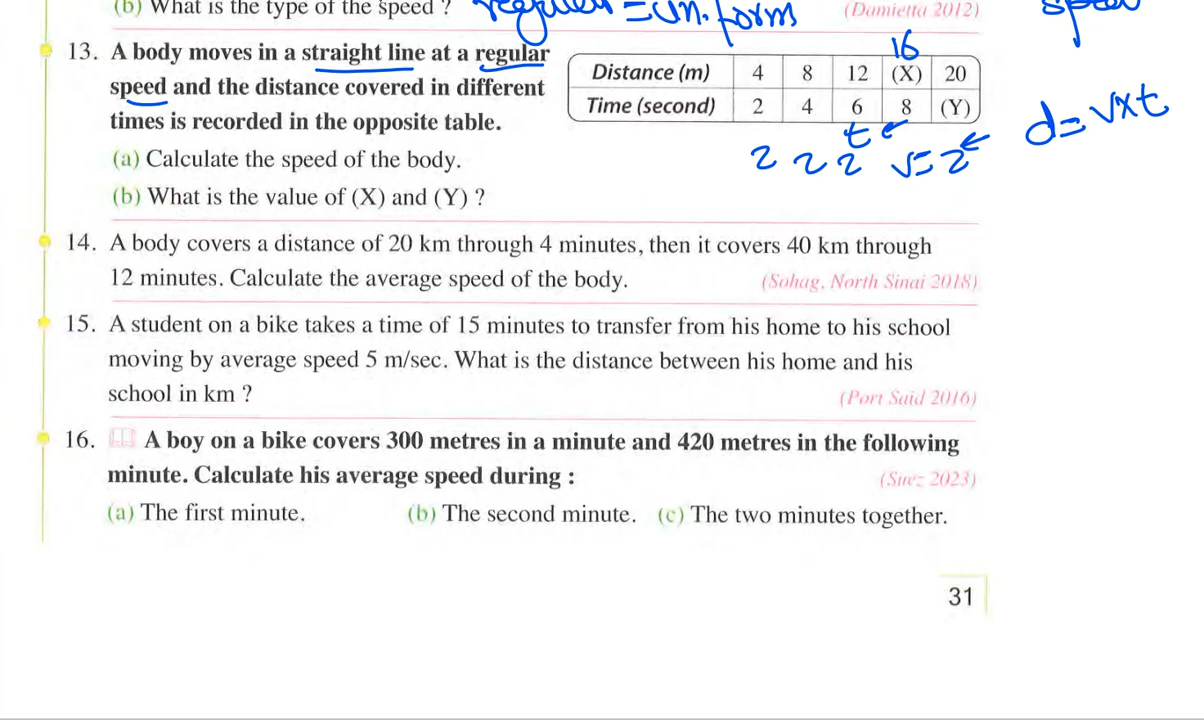 (b) What is the type of the speed ? regular = Uniform (Damietta 2012) speed
13. A body moves in a straight line at a regular
speed and the distance covered in different
times is recorded in the opposite table.
16
Distance (m) 4 8 12 (X) 20
Time (second) 2 4 6 8 (Y)
t
2 2 2 v = 2
d = v x t
(a) Calculate the speed of the body.
(b) What is the value of (X) and (Y) ?
14. A body covers a distance of 20 km through 4 minutes, then it covers 40 km through
12 minutes. Calculate the average speed of the body. (Sohag, North Sinai 2018)
15. A student on a bike takes a time of 15 minutes to transfer from his home to his school
moving by average speed 5 m/sec. What is the distance between his home and his
school in km ? (Port Said 2016)
16. A boy on a bike covers 300 metres in a minute and 420 metres in the following
minute. Calculate his average speed during : (Suez 2023)
(a) The first minute. (b) The second minute. (c) The two minutes together.
31